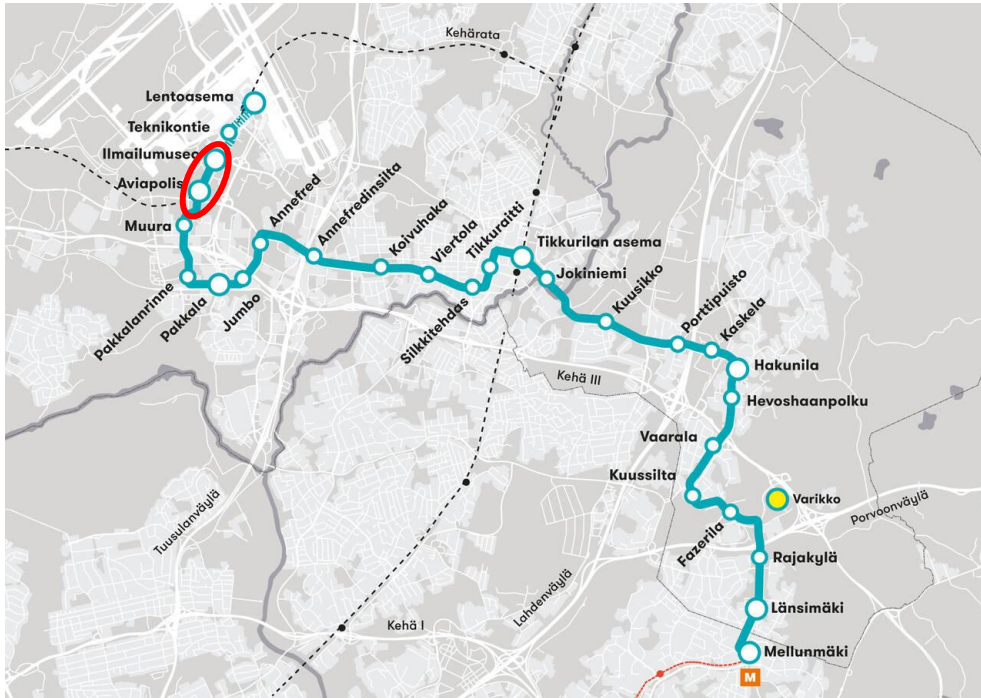 Kehärata
Lentoasema
Teknikontie
Ilmailumuseo
Aviapolis
Muura
Pakkalanrinne
Pakkala
Jumbo
Annefred
Annefredinsilta
Koivuhaka
Viertola
Silkkitehdas
Tikkuraitti
Tikkurilan asema
Jokiniemi
Kuusikko
Porttipuisto
Kaskela
Hakunila
Hevoshaanpolku
Kehä III
Vaarala
Kuussilta
Varikko
Fazerila
Porvoonväylä
Tuusulanväylä
Rajakylä
Lahdenväylä
Länsimäki
Kehä I
Mellunmäki
M